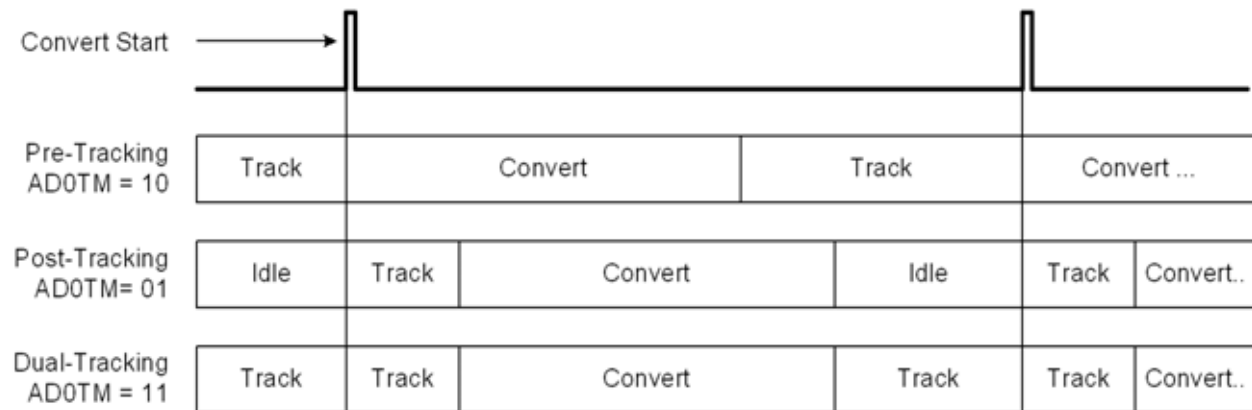 Convert Start
Pre-Tracking
AD0TM = 10
Track Convert Track Convert ...
Post-Tracking
AD0TM= 01
Idle Track Convert Idle Track Convert..
Dual-Tracking
AD0TM = 11
Track Track Convert Track Track Convert..